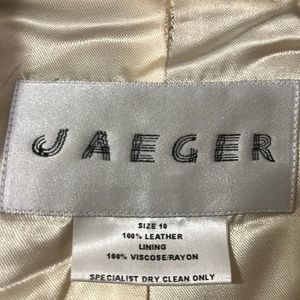 JAEGER
SIZE 10
100% LEATHER
LINING
100% VISCOSE/RAYON
SPECIALIST DRY CLEAN ONLY